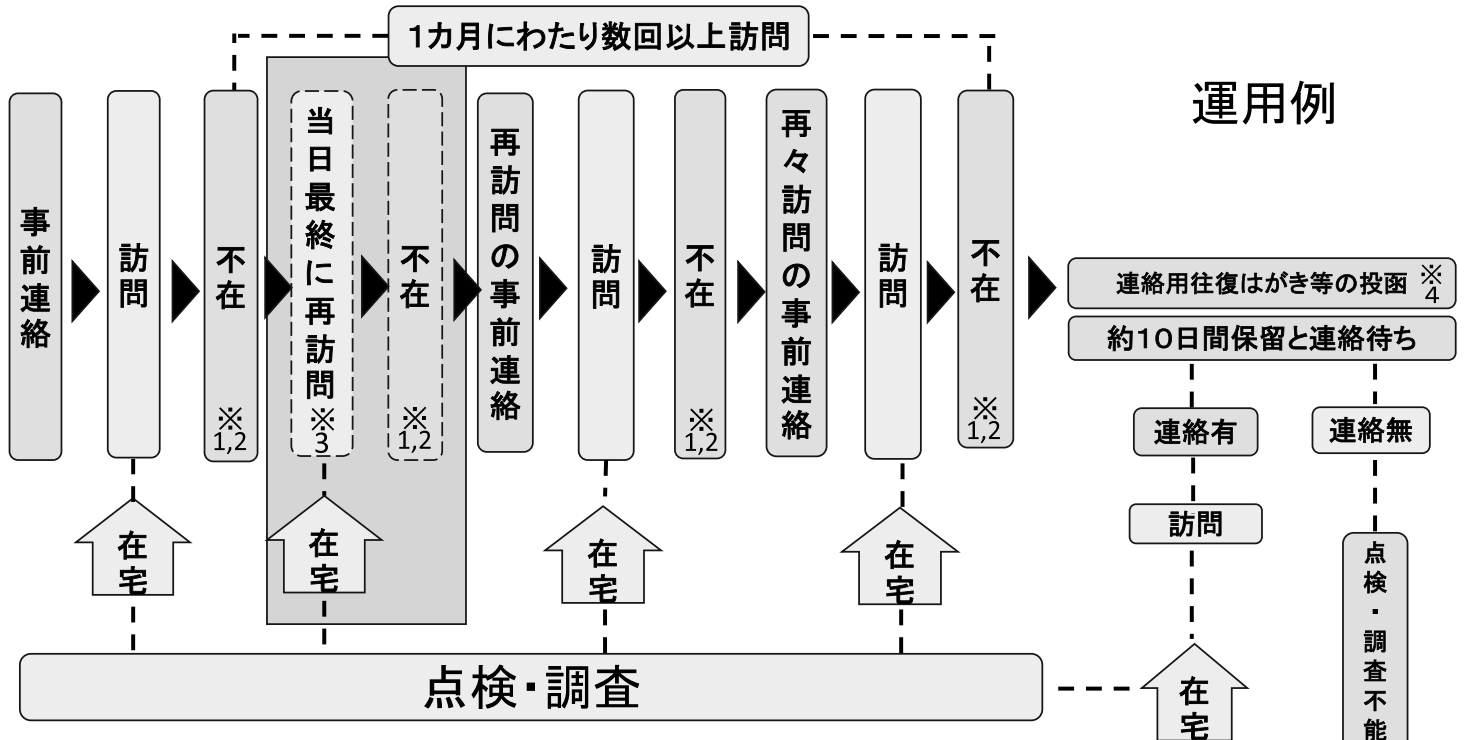 1カ月にわたり数回以上訪問
運用例
事前連絡
訪問
不在
※
1,2
当日最終に再訪問
※
3
不在
※
1,2
再訪問の事前連絡
訪問
不在
※
1,2
再々訪問の事前連絡
訪問
不在
※
1,2
連絡用往復はがき等の投函 ※4
約10日間保留と連絡待ち
連絡有
連絡無
訪問
在宅
在宅
在宅
在宅
点検・調査
在宅
点検・調査不能